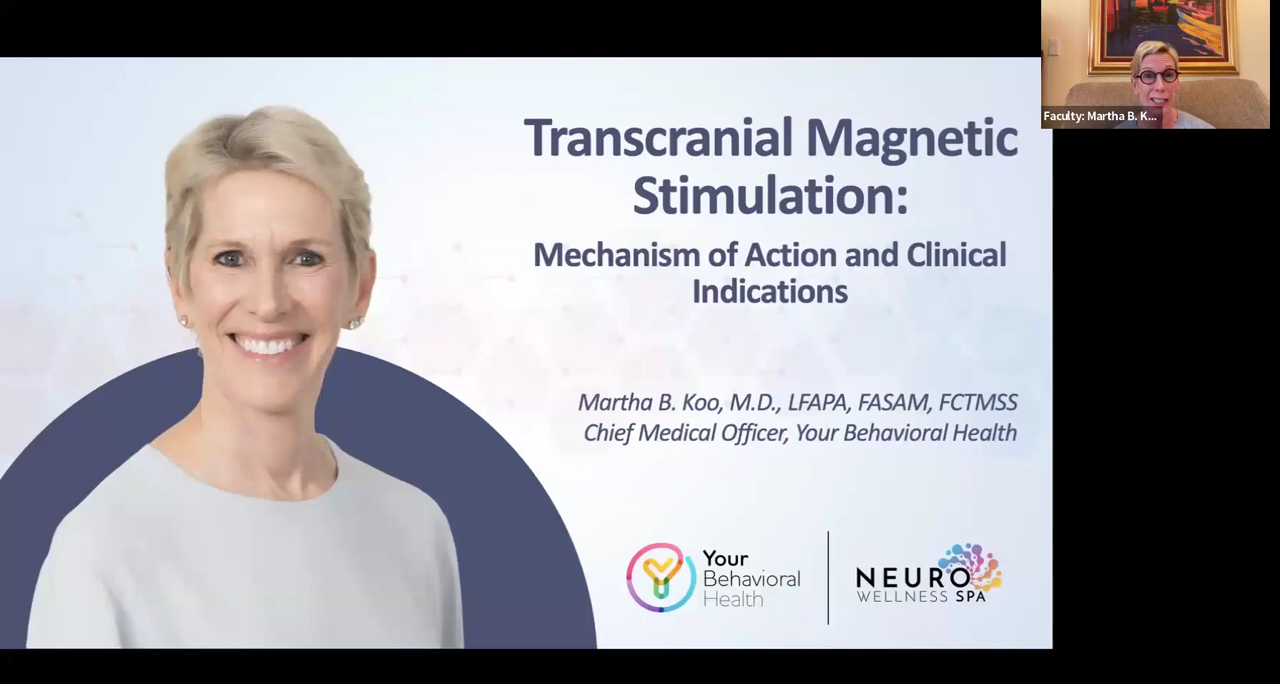 Faculty: Martha B. K...
Transcranial Magnetic
Stimulation:
Mechanism of Action and Clinical
Indications
Martha B. Koo, M.D., LFAPA, FASAM, FCTMSS
Chief Medical Officer, Your Behavioral Health
Your
Behavioral
Health
NEURO
WELLNESS SPA